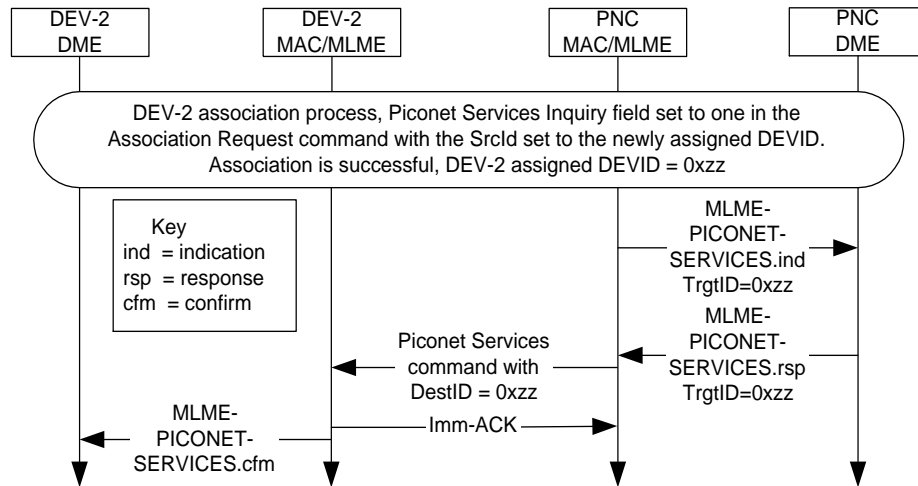 DEV-2
DME
DEV-2
MAC/MLME
PNC
MAC/MLME
PNC
DME
DEV-2 association process, Piconet Services Inquiry field set to one in the
Association Request command with the SrcId set to the newly assigned DEVID.
Association is successful, DEV-2 assigned DEVID = 0xzz
Key
ind = indication
rsp = response
cfm = confirm
MLME-
PICONET-
SERVICES.ind
TrgtID=0xzz
MLME-
PICONET-
SERVICES.rsp
TrgtID=0xzz
Piconet Services
command with
DestID = 0xzz
Imm-ACK
MLME-
PICONET-
SERVICES.cfm